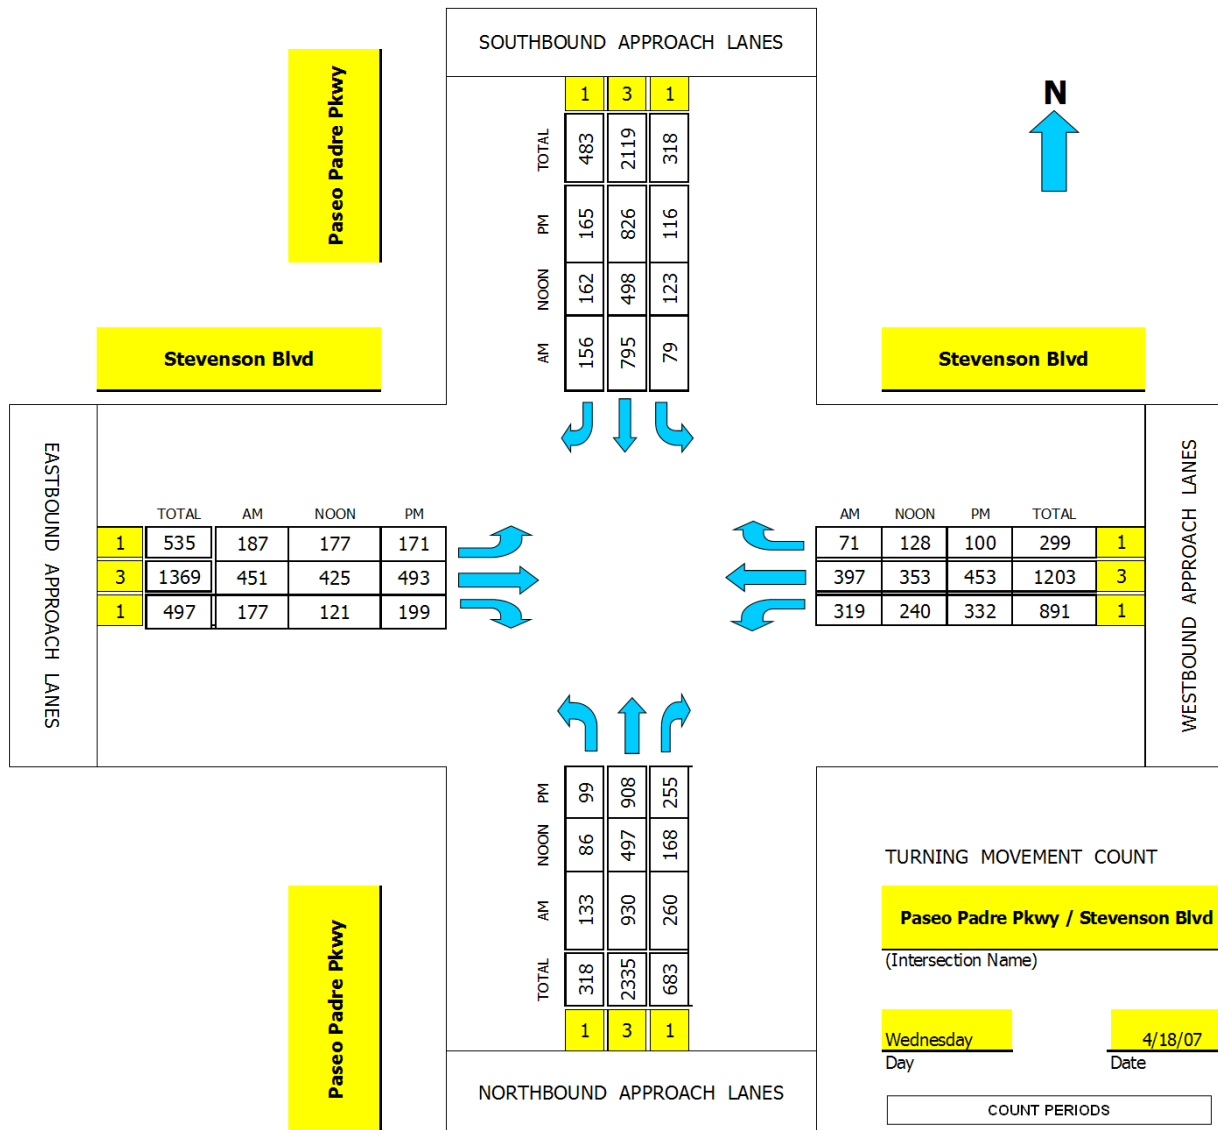 SOUTHBOUND APPROACH LANES
1 3 1
TOTAL 483 2119 318
PM 165 826 116
NOON 162 498 123
AM 156 795 79
Paseo Padre Pkwy
N
Stevenson Blvd
Stevenson Blvd
EASTBOUND APPROACH LANES
TOTAL AM NOON PM
1 535 187 177 171
3 1369 451 425 493
1 497 177 121 199
AM NOON PM TOTAL
71 128 100 299 1
397 353 453 1203 3
319 240 332 891 1
WESTBOUND APPROACH LANES
PM 99 908 255
NOON 86 497 168
AM 133 930 260
TOTAL 318 2335 683
1 3 1
NORTHBOUND APPROACH LANES
Paseo Padre Pkwy
TURNING MOVEMENT COUNT
Paseo Padre Pkwy / Stevenson Blvd
(Intersection Name)
Wednesday 4/18/07
Day Date
COUNT PERIODS